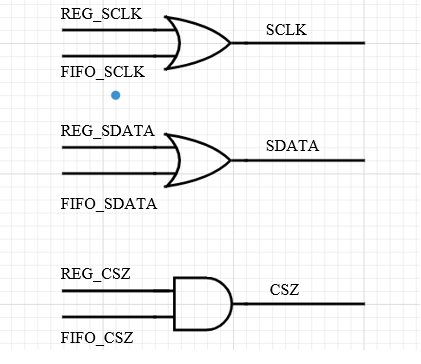 REG_SCLK
SCLK
FIFO_SCLK
REG_SDATA
SDATA
FIFO_SDATA
REG_CSZ
CSZ
FIFO_CSZ